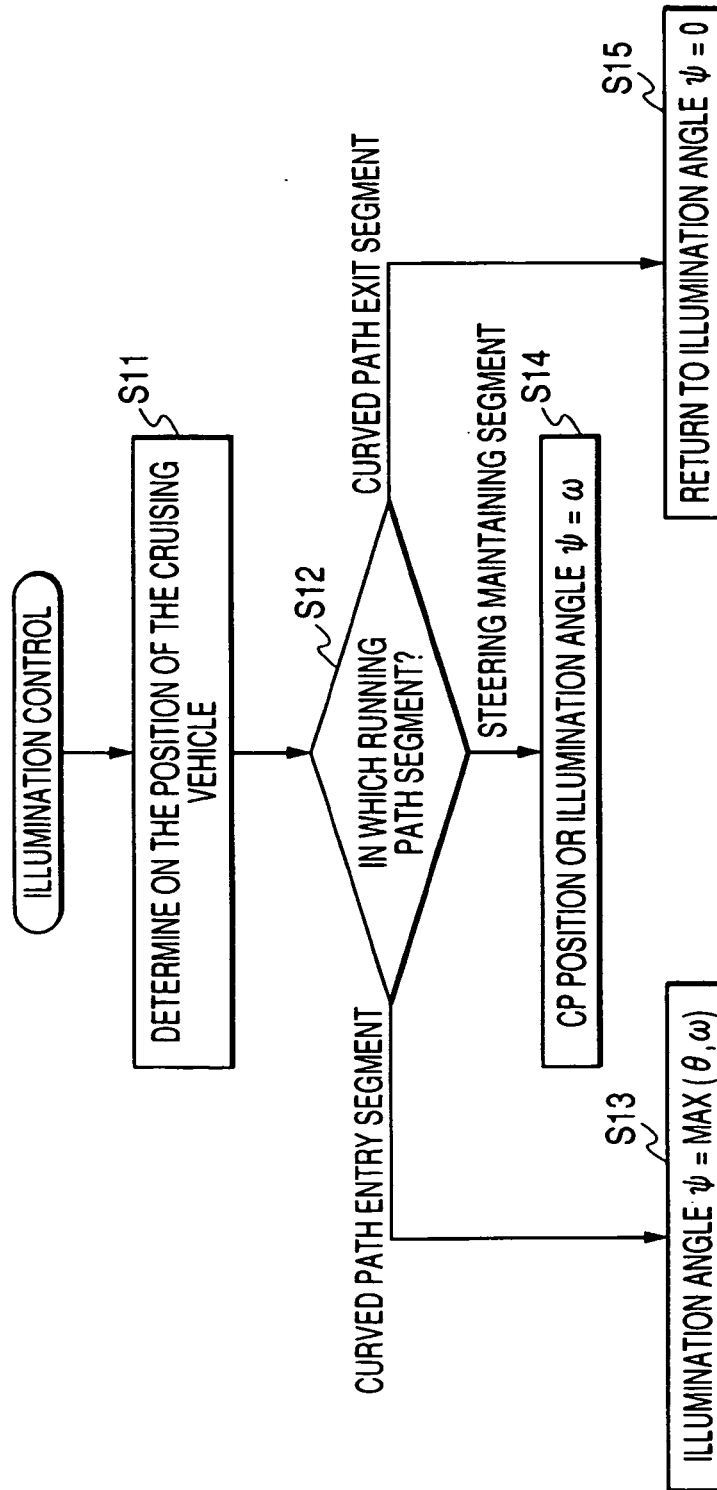 ILLUMINATION CONTROL
S11
DETERMINE ON THE POSITION OF THE CRUISING
VEHICLE
S12
IN WHICH RUNNING
PATH SEGMENT?
CURVED PATH ENTRY SEGMENT
CURVED PATH EXIT SEGMENT
STEERING MAINTAINING SEGMENT
S13
ILLUMINATION ANGLE ψ = MAX (θ, ω)
S14
CP POSITION OR ILLUMINATION ANGLE ψ = ω
S15
RETURN TO ILLUMINATION ANGLE ψ = 0